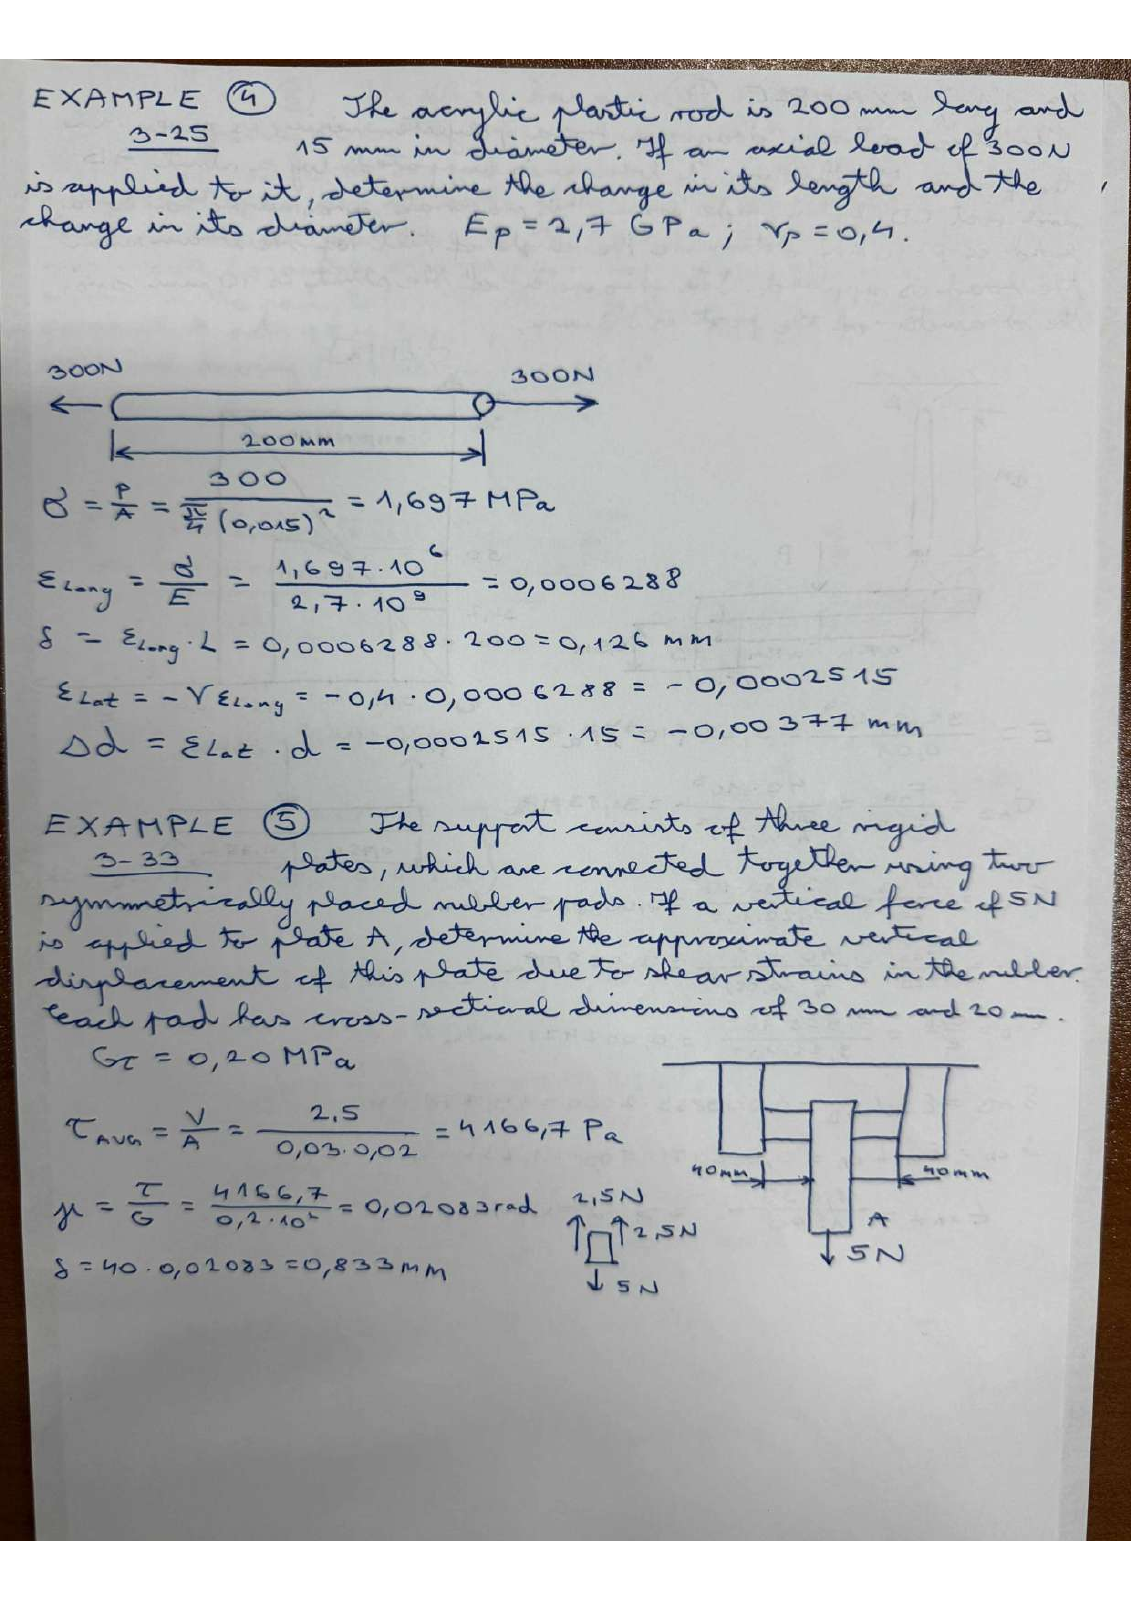 EXAMPLE ④ The acrylic plastic rod is 200 mm long and
3-25 15 mm in diameter. If an axial load of 300N
is applied to it, determine the change in its length and the
change in its diameter. Ep = 2,7 GPa ; νp = 0,4.
300N 300N
200mm
σ = P/A = 300 / (π/4 (0,015)²) = 1,697 MPa
εLong = σ/E = 1,697·10⁶ / 2,7·10⁹ = 0,0006288
δ = εLong · L = 0,0006288 · 200 = 0,126 mm
εLat = -νεLong = -0,4 · 0,0006288 = -0,0002515
Δd = εLat · d = -0,0002515 · 15 = -0,00377 mm
EXAMPLE ⑤ The support consists of three rigid
3-33 plates, which are connected together using two
symmetrically placed rubber pads. If a vertical force of 5N
is applied to plate A, determine the approximate vertical
displacement of this plate due to shear strains in the rubber.
Each pad has cross-sectional dimensions of 30 mm and 20 mm.
Gτ = 0,20 MPa
τAVG = V/A = 2,5 / 0,03·0,02 = 4166,7 Pa
40mm 40mm
γ = τ/G = 4166,7 / 0,2·10⁶ = 0,02083 rad
2,5N
2,5N
A
5N
δ = 40 · 0,02083 = 0,833 mm
5N